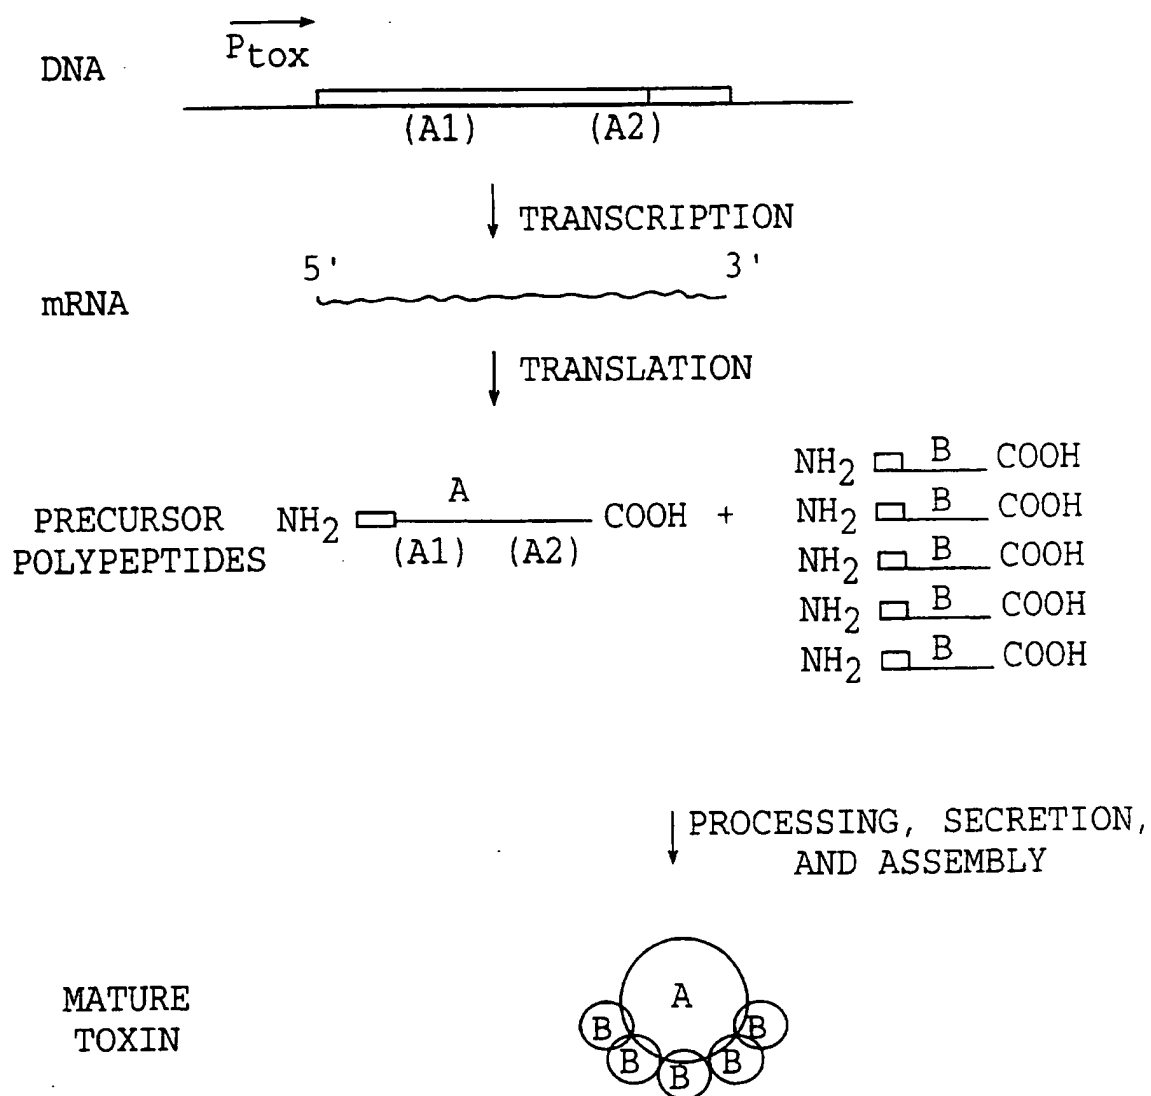 P_tox
DNA
(A1) (A2)
TRANSCRIPTION
5' 3'
mRNA
TRANSLATION
NH2 B COOH
NH2 B COOH
NH2 B COOH
NH2 B COOH
NH2 B COOH
PRECURSOR
POLYPEPTIDES
NH2 A COOH +
(A1) (A2)
PROCESSING, SECRETION,
AND ASSEMBLY
MATURE
TOXIN
A
B B B B B